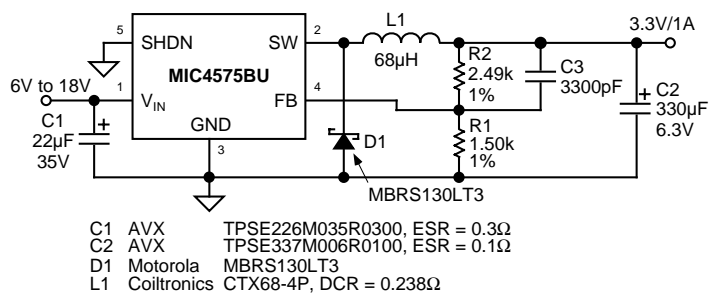 L1
3.3V/1A
5
SHDN
SW
2
68µH
R2
2.49k
1%
C3
3300pF
MIC4575BU
6V to 18V
1
VIN
FB
4
C2
330µF
6.3V
C1
22µF
35V
GND
3
D1
R1
1.50k
1%
MBRS130LT3
C1 AVX TPSE226M035R0300, ESR = 0.3Ω
C2 AVX TPSE337M006R0100, ESR = 0.1Ω
D1 Motorola MBRS130LT3
L1 Coiltronics CTX68-4P, DCR = 0.238Ω